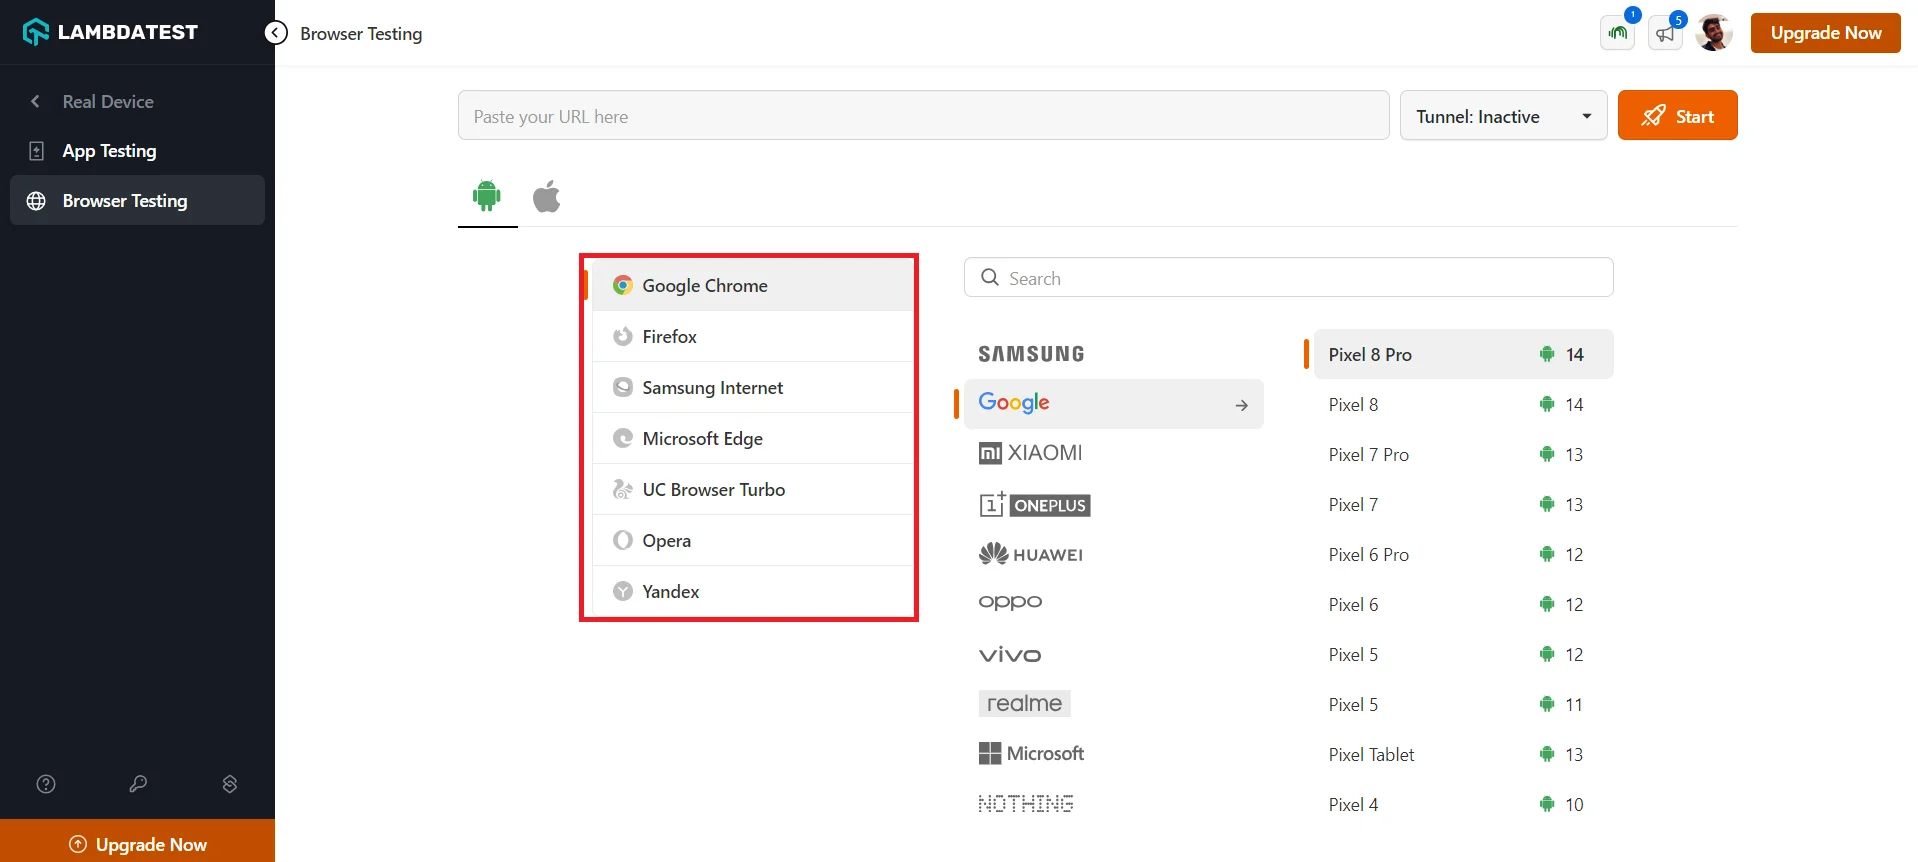 LAMBDATEST
Browser Testing
1
5
Upgrade Now
Real Device
App Testing
Browser Testing
Paste your URL here
Tunnel: Inactive
Start
Google Chrome
Firefox
Samsung Internet
Microsoft Edge
UC Browser Turbo
Opera
Yandex
Search
SAMSUNG
Google
XIAOMI
ONEPLUS
HUAWEI
oppo
vivo
realme
Microsoft
NOTHING
Pixel 8 Pro 14
Pixel 8 14
Pixel 7 Pro 13
Pixel 7 13
Pixel 6 Pro 12
Pixel 6 12
Pixel 5 12
Pixel 5 11
Pixel Tablet 13
Pixel 4 10
Upgrade Now